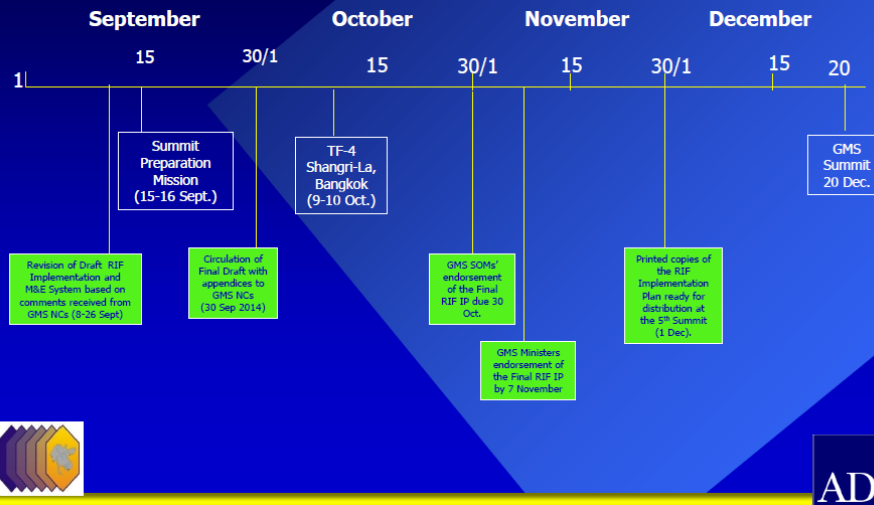 September
October
November
December
1
15
30/1
15
30/1
15
30/1
15
20
Summit
Preparation
Mission
(15-16 Sept.)
TF-4
Shangri-La,
Bangkok
(9-10 Oct.)
GMS
Summit
20 Dec.
Revision of Draft RIF
Implementation and
M&E System based on
comments received from
GMS NCs (8-26 Sept)
Circulation of
Final Draft with
appendices to
GMS NCs
(30 Sep 2014)
GMS SOMs’
endorsement
of the Final
RIF IP due 30
Oct.
GMS Ministers
endorsement of
the Final RIF IP
by 7 November
Printed copies of
the RIF
Implementation
Plan ready for
distribution at
the 5th Summit
(1 Dec).
AD